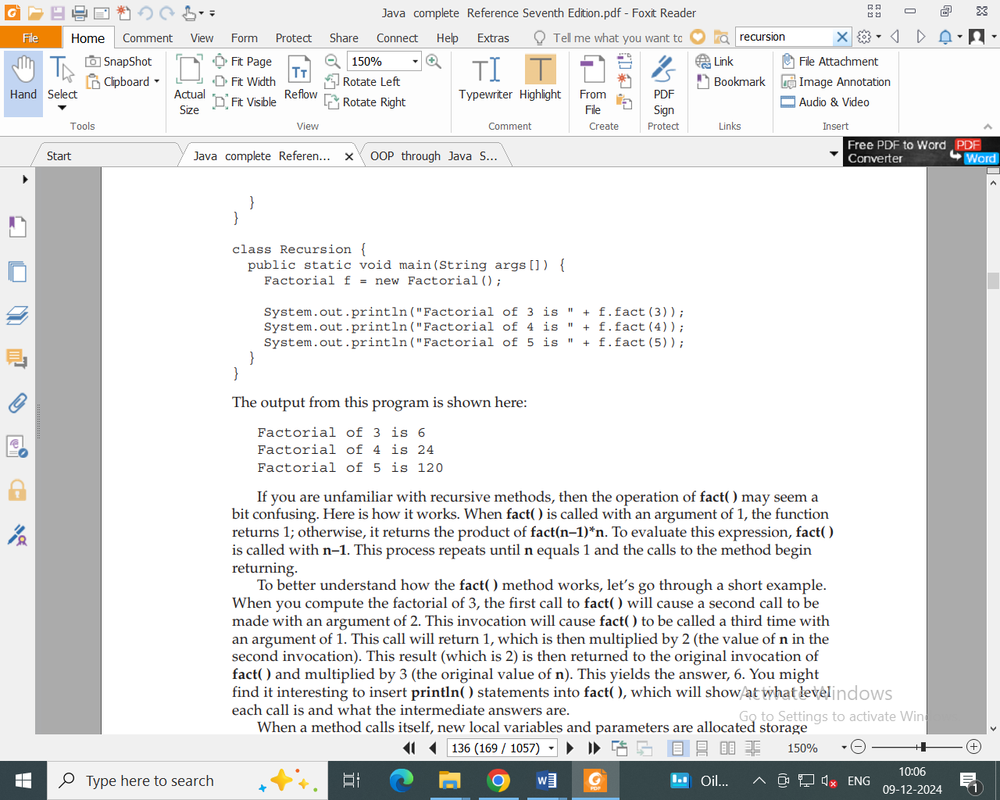 Java complete Reference Seventh Edition.pdf - Foxit Reader
File Home Comment View Form Protect Share Connect Help Extras Tell me what you want to recursion
Hand
Select
SnapShot
Clipboard
Tools
Actual Size
Fit Page
Fit Width
Fit Visible
Reflow
150%
Rotate Left
Rotate Right
View
Typewriter
Highlight
Comment
From File
Create
PDF Sign
Protect
Link
Bookmark
Links
File Attachment
Image Annotation
Audio & Video
Insert
Start
Java complete Referen...
OOP through Java S...
Free PDF to Word PDF
Converter Word
}
}
class Recursion {
public static void main(String args[]) {
Factorial f = new Factorial();
System.out.println("Factorial of 3 is " + f.fact(3));
System.out.println("Factorial of 4 is " + f.fact(4));
System.out.println("Factorial of 5 is " + f.fact(5));
}
}
The output from this program is shown here:
Factorial of 3 is 6
Factorial of 4 is 24
Factorial of 5 is 120
If you are unfamiliar with recursive methods, then the operation of fact( ) may seem a
bit confusing. Here is how it works. When fact( ) is called with an argument of 1, the function
returns 1; otherwise, it returns the product of fact(n–1)*n. To evaluate this expression, fact( )
is called with n–1. This process repeats until n equals 1 and the calls to the method begin
returning.
To better understand how the fact( ) method works, let's go through a short example.
When you compute the factorial of 3, the first call to fact( ) will cause a second call to be
made with an argument of 2. This invocation will cause fact( ) to be called a third time with
an argument of 1. This call will return 1, which is then multiplied by 2 (the value of n in the
second invocation). This result (which is 2) is then returned to the original invocation of
fact( ) and multiplied by 3 (the original value of n). This yields the answer, 6. You might
find it interesting to insert println( ) statements into fact( ), which will show at what level
each call is and what the intermediate answers are.
When a method calls itself, new local variables and parameters are allocated storage
Activate Windows
Go to Settings to activate Windows
136 (169 / 1057)
150%
Type here to search
W
PDF
Oil...
ENG
10:06
09-12-2024
1